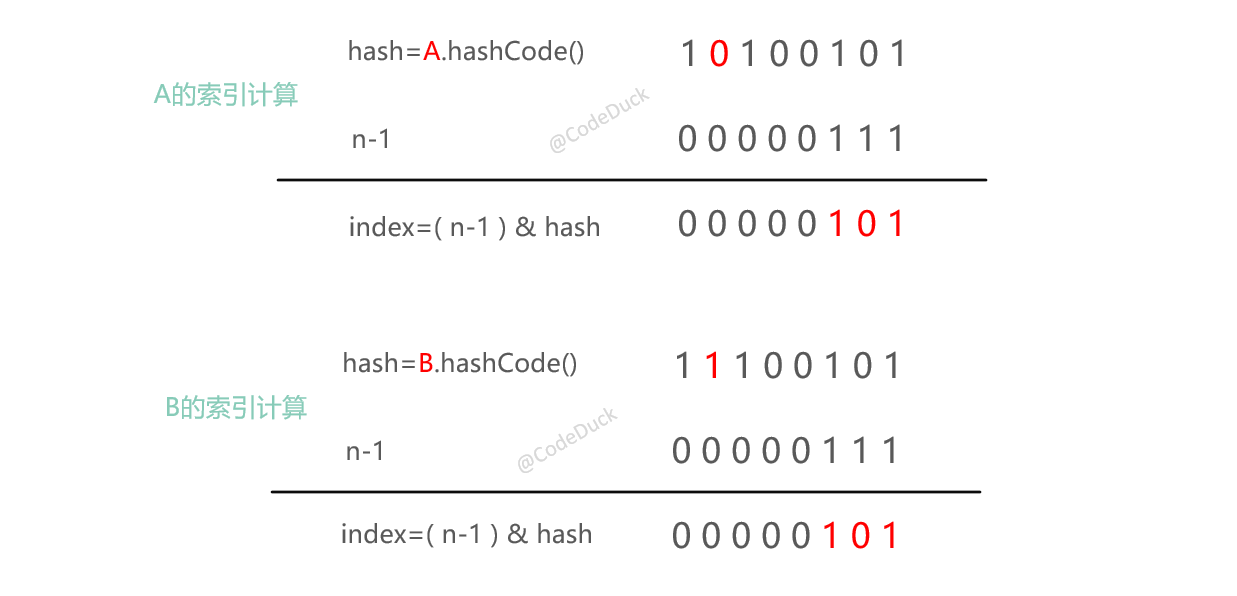 hash=A.hashCode() 1 0 1 0 0 1 0 1
A的索引计算
@CodeDuck
n-1 0 0 0 0 0 1 1 1
index=( n-1 ) & hash 0 0 0 0 0 1 0 1
hash=B.hashCode() 1 1 1 0 0 1 0 1
B的索引计算
@CodeDuck
n-1 0 0 0 0 0 1 1 1
index=( n-1 ) & hash 0 0 0 0 0 1 0 1